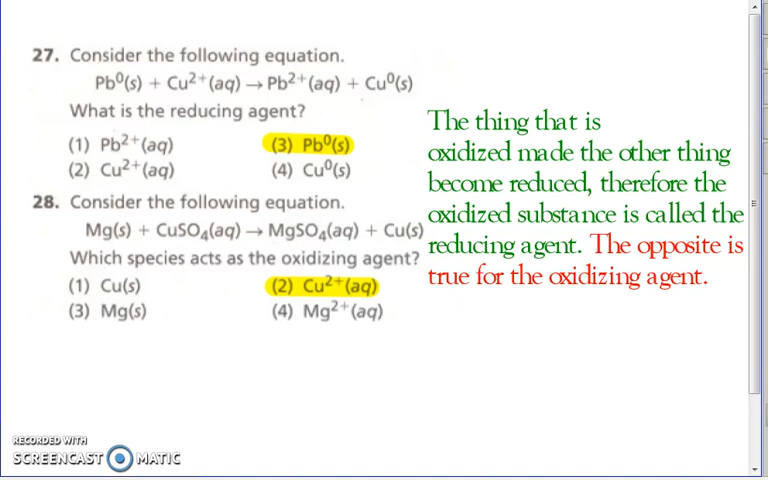 27. Consider the following equation.
Pb⁰(s) + Cu²⁺(aq) → Pb²⁺(aq) + Cu⁰(s)
What is the reducing agent?
(1) Pb²⁺(aq) (3) Pb⁰(s)
(2) Cu²⁺(aq) (4) Cu⁰(s)
28. Consider the following equation.
Mg(s) + CuSO₄(aq) → MgSO₄(aq) + Cu(s)
Which species acts as the oxidizing agent?
(1) Cu(s) (2) Cu²⁺(aq)
(3) Mg(s) (4) Mg²⁺(aq)
The thing that is
oxidized made the other thing
become reduced, therefore the
oxidized substance is called the
reducing agent. The opposite is
true for the oxidizing agent.
RECORDED WITH
SCREENCAST MATIC